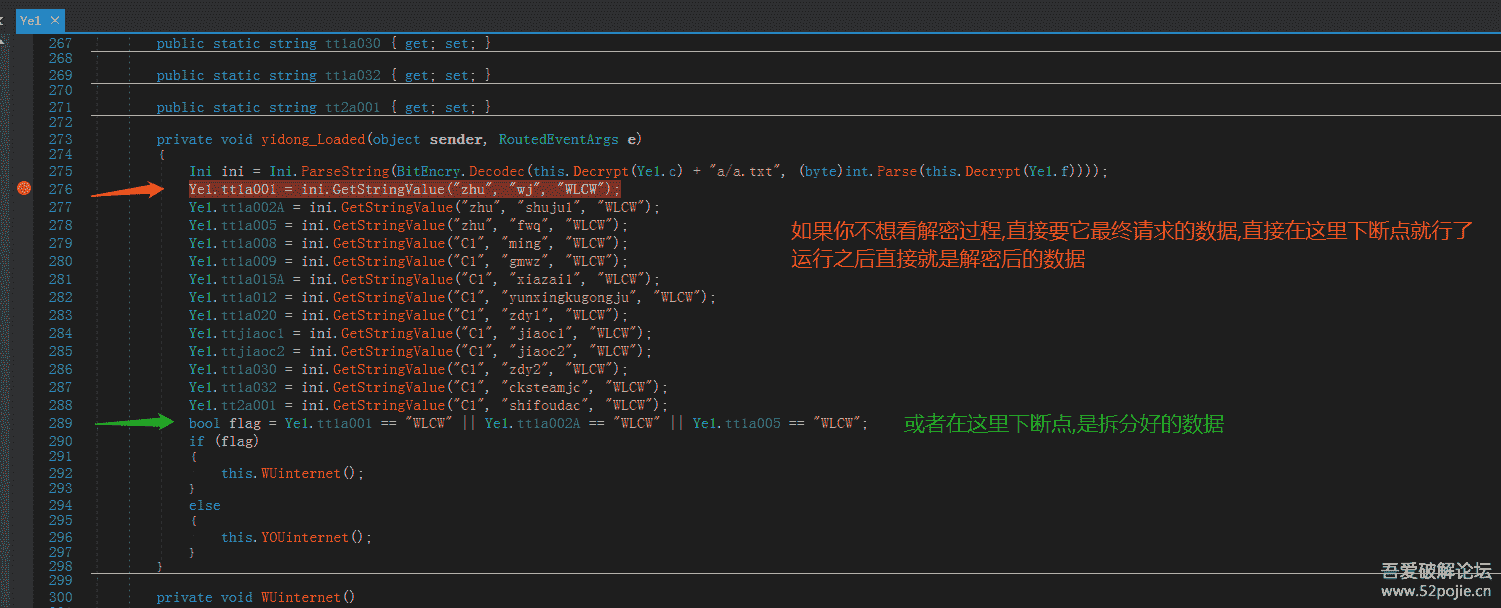 Ye1 ×
267 public static string tt1a030 { get; set; }
268
269 public static string tt1a032 { get; set; }
270
271 public static string tt2a001 { get; set; }
272
273 private void yidong_Loaded(object sender, RoutedEventArgs e)
274 {
275 Ini ini = Ini.ParseString(BitEncry.Decodec(this.Decrypt(Ye1.c) + "a/a.txt", (byte)int.Parse(this.Decrypt(Ye1.f))));
276 Ye1.tt1a001 = ini.GetStringValue("zhu", "wj", "WLCW");
277 Ye1.tt1a002A = ini.GetStringValue("zhu", "shuju1", "WLCW");
278 Ye1.tt1a005 = ini.GetStringValue("zhu", "fwq", "WLCW");
279 Ye1.tt1a008 = ini.GetStringValue("C1", "ming", "WLCW");
280 Ye1.tt1a009 = ini.GetStringValue("C1", "gmwz", "WLCW");
281 Ye1.tt1a015A = ini.GetStringValue("C1", "xiazai1", "WLCW");
282 Ye1.tt1a012 = ini.GetStringValue("C1", "yunxingkugongju", "WLCW");
283 Ye1.tt1a020 = ini.GetStringValue("C1", "zdy1", "WLCW");
284 Ye1.ttjiaoc1 = ini.GetStringValue("C1", "jiaoc1", "WLCW");
285 Ye1.ttjiaoc2 = ini.GetStringValue("C1", "jiaoc2", "WLCW");
286 Ye1.tt1a030 = ini.GetStringValue("C1", "zdy2", "WLCW");
287 Ye1.tt1a032 = ini.GetStringValue("C1", "cksteamjc", "WLCW");
288 Ye1.tt2a001 = ini.GetStringValue("C1", "shifoudac", "WLCW");
289 bool flag = Ye1.tt1a001 == "WLCW" || Ye1.tt1a002A == "WLCW" || Ye1.tt1a005 == "WLCW";
290 if (flag)
291 {
292 this.WUinternet();
293 }
294 else
295 {
296 this.YOUinternet();
297 }
298 }
299
300 private void WUinternet()
如果你不想看解密过程,直接要它最终请求的数据,直接在这里下断点就行了
运行之后直接就是解密后的数据
或者在这里下断点,是拆分好的数据
吾爱破解论坛
www.52pojie.cn